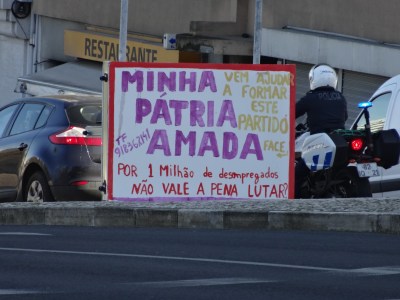 RESTAURANTE
MINHA
PÁTRIA
AMADA
VEM AJUDAR
A FORMAR
ESTE
PARTIDO
FACE.
POR 1 MILHÃO DE DESEMPREGADOS
NÃO VALE A PENA LUTAR?